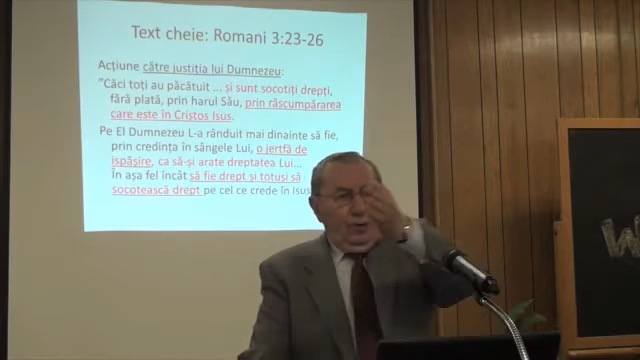 Text cheie: Romani 3:23-26
Acțiune către justiția lui Dumnezeu:
"Căci toți au păcătuit ... și sunt socotiți drepți,
fără plată, prin harul Său, prin răscumpărarea
care este în Cristos Isus.
Pe El Dumnezeu L-a rânduit mai dinainte să fie,
prin credința în sângele Lui, o jertfă de
ispășire, ca să-și arate dreptatea Lui...
În așa fel încât să fie drept și totuși să
socotească drept pe cel ce crede în Isus
W